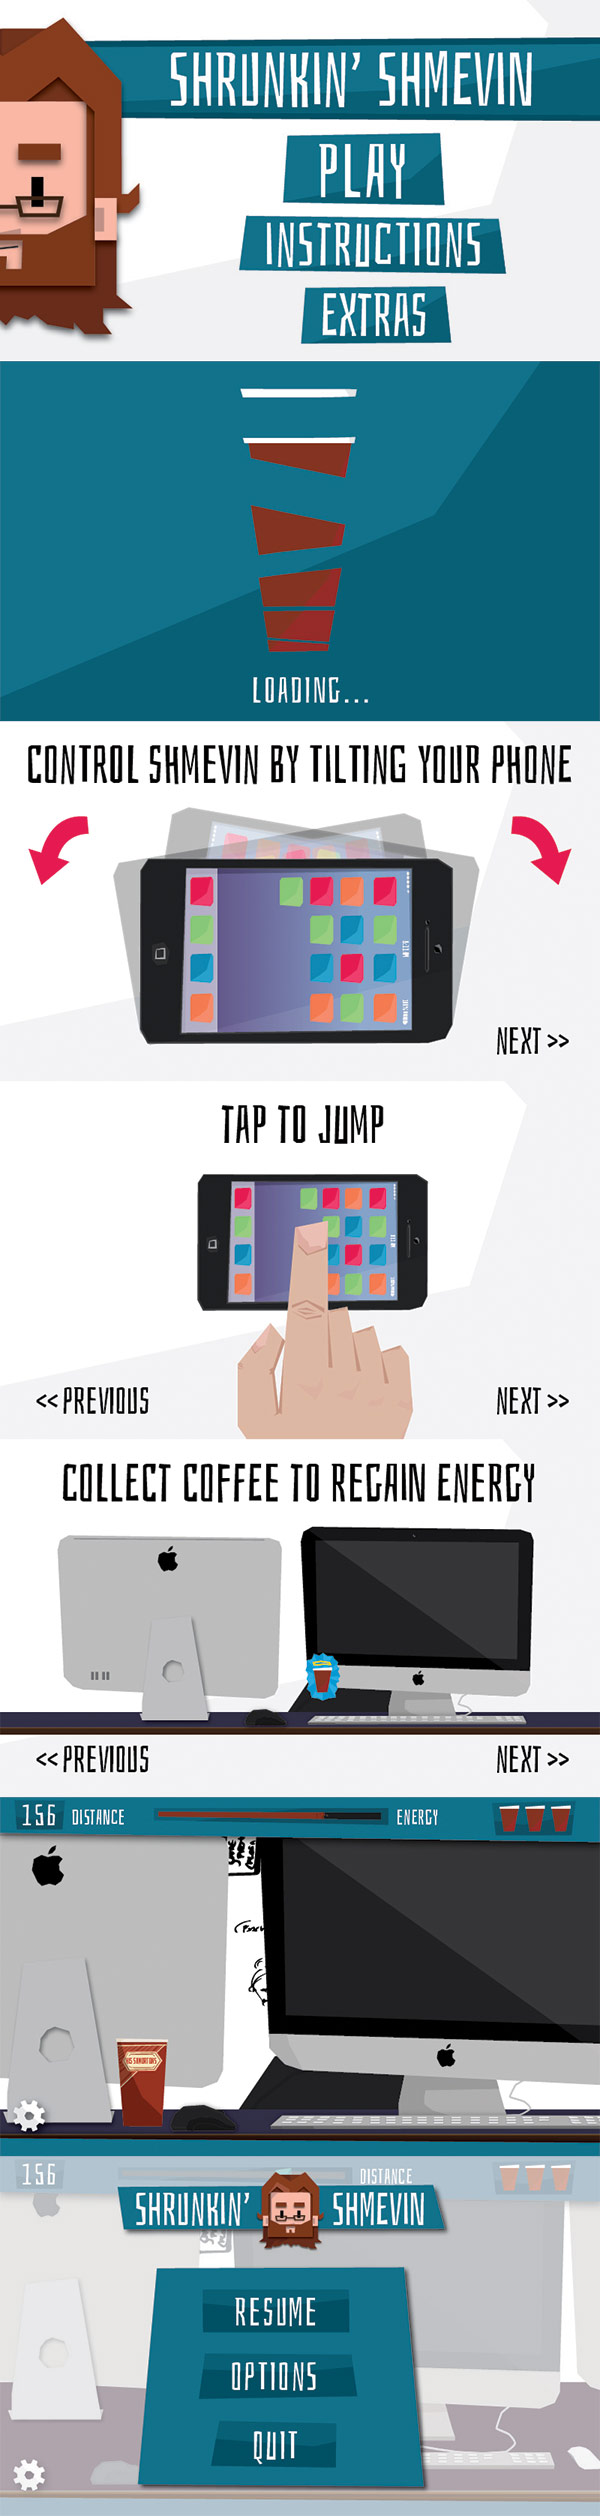 SHRUNKIN' SHMEVIN
PLAY
INSTRUCTIONS
EXTRAS
LOADING...
CONTROL SHMEVIN BY TILTING YOUR PHONE
NEXT >>
TAP TO JUMP
<< PREVIOUS NEXT >>
COLLECT COFFEE TO REGAIN ENERGY
<< PREVIOUS NEXT >>
156 DISTANCE ENERGY
156 DISTANCE
SHRUNKIN' SHMEVIN
RESUME
OPTIONS
QUIT